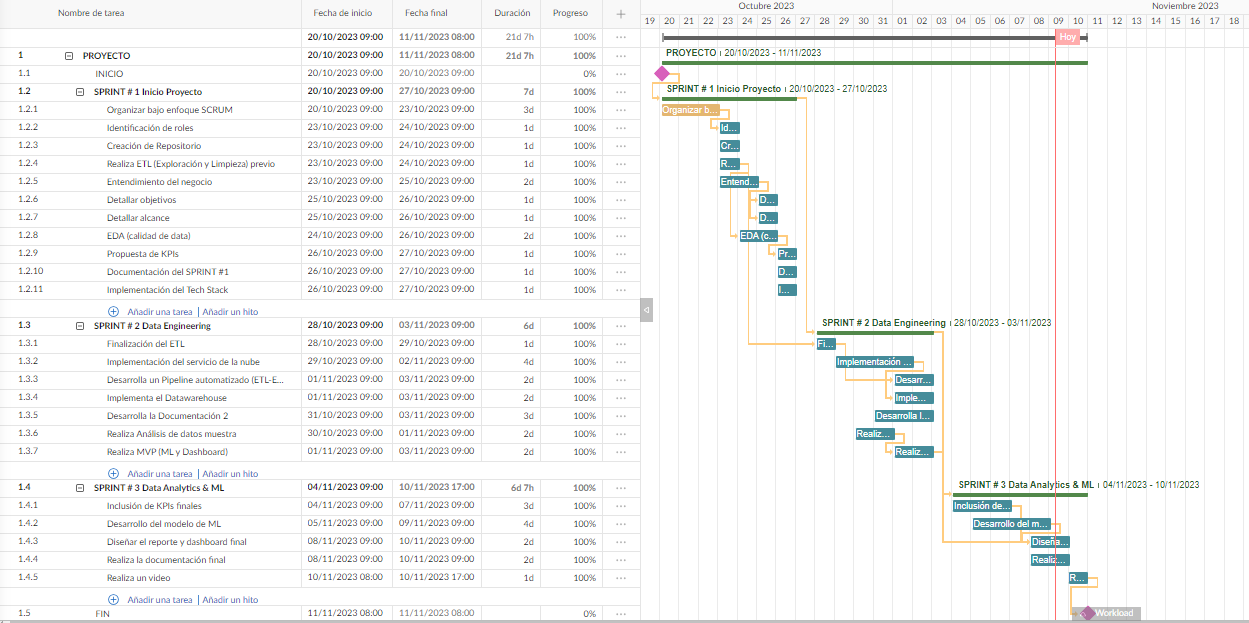 Octubre 2023 Noviembre 2023
Nombre de tarea Fecha de inicio Fecha final Duración Progreso
19 20 21 22 23 24 25 26 27 28 29 30 31 01 02 03 04 05 06 07 08 09 10 11 12 13 14 15 16 17 18
20/10/2023 09:00 11/11/2023 08:00 21d 7h 100% Hoy
1 PROYECTO 20/10/2023 09:00 11/11/2023 08:00 21d 7h 100% PROYECTO 20/10/2023 - 11/11/2023
1.1 INICIO 20/10/2023 09:00 20/10/2023 09:00 0%
1.2 SPRINT # 1 Inicio Proyecto 20/10/2023 09:00 27/10/2023 09:00 7d 100% SPRINT # 1 Inicio Proyecto 20/10/2023 - 27/10/2023
1.2.1 Organizar bajo enfoque SCRUM 20/10/2023 09:00 23/10/2023 09:00 3d 100% Organizar b...
1.2.2 Identificación de roles 23/10/2023 09:00 24/10/2023 09:00 1d 100% Id...
1.2.3 Creación de Repositorio 23/10/2023 09:00 24/10/2023 09:00 1d 100% Cr...
1.2.4 Realiza ETL (Exploración y Limpieza) previo 23/10/2023 09:00 24/10/2023 09:00 1d 100% R...
1.2.5 Entendimiento del negocio 23/10/2023 09:00 25/10/2023 09:00 2d 100% Entend...
1.2.6 Detallar objetivos 25/10/2023 09:00 26/10/2023 09:00 1d 100% D...
1.2.7 Detallar alcance 25/10/2023 09:00 26/10/2023 09:00 1d 100% D...
1.2.8 EDA (calidad de data) 24/10/2023 09:00 26/10/2023 09:00 2d 100% EDA (c...
1.2.9 Propuesta de KPIs 26/10/2023 09:00 27/10/2023 09:00 1d 100% Pr...
1.2.10 Documentación del SPRINT #1 26/10/2023 09:00 27/10/2023 09:00 1d 100% D...
1.2.11 Implementación del Tech Stack 26/10/2023 09:00 27/10/2023 09:00 1d 100% I...
Añadir una tarea | Añadir un hito
1.3 SPRINT # 2 Data Engineering 28/10/2023 09:00 03/11/2023 09:00 6d 100% SPRINT # 2 Data Engineering 28/10/2023 - 03/11/2023
1.3.1 Finalización del ETL 28/10/2023 09:00 29/10/2023 09:00 1d 100% Fi...
1.3.2 Implementación del servicio de la nube 29/10/2023 09:00 02/11/2023 09:00 4d 100% Implementación ...
1.3.3 Desarrolla un Pipeline automatizado (ETL-E... 01/11/2023 09:00 03/11/2023 09:00 2d 100% Desarr...
1.3.4 Implementa el Datawarehouse 01/11/2023 09:00 03/11/2023 09:00 2d 100% Imple...
1.3.5 Desarrolla la Documentación 2 31/10/2023 09:00 03/11/2023 09:00 3d 100% Desarrolla l...
1.3.6 Realiza Análisis de datos muestra 30/10/2023 09:00 01/11/2023 09:00 2d 100% Realiz...
1.3.7 Realiza MVP (ML y Dashboard) 01/11/2023 09:00 03/11/2023 09:00 2d 100% Realiz...
Añadir una tarea | Añadir un hito
1.4 SPRINT # 3 Data Analytics & ML 04/11/2023 09:00 10/11/2023 17:00 6d 7h 100% SPRINT # 3 Data Analytics & ML 04/11/2023 - 10/11/2023
1.4.1 Inclusión de KPIs finales 04/11/2023 09:00 07/11/2023 09:00 3d 100% Inclusión de...
1.4.2 Desarrollo del modelo de ML 05/11/2023 09:00 09/11/2023 09:00 4d 100% Desarrollo del m...
1.4.3 Diseñar el reporte y dashboard final 08/11/2023 09:00 10/11/2023 09:00 2d 100% Diseña...
1.4.4 Realiza la documentación final 08/11/2023 09:00 10/11/2023 09:00 2d 100% Realiz...
1.4.5 Realiza un video 10/11/2023 08:00 10/11/2023 17:00 1d 100% R...
Añadir una tarea | Añadir un hito
1.5 FIN 11/11/2023 08:00 11/11/2023 08:00 0% Workload